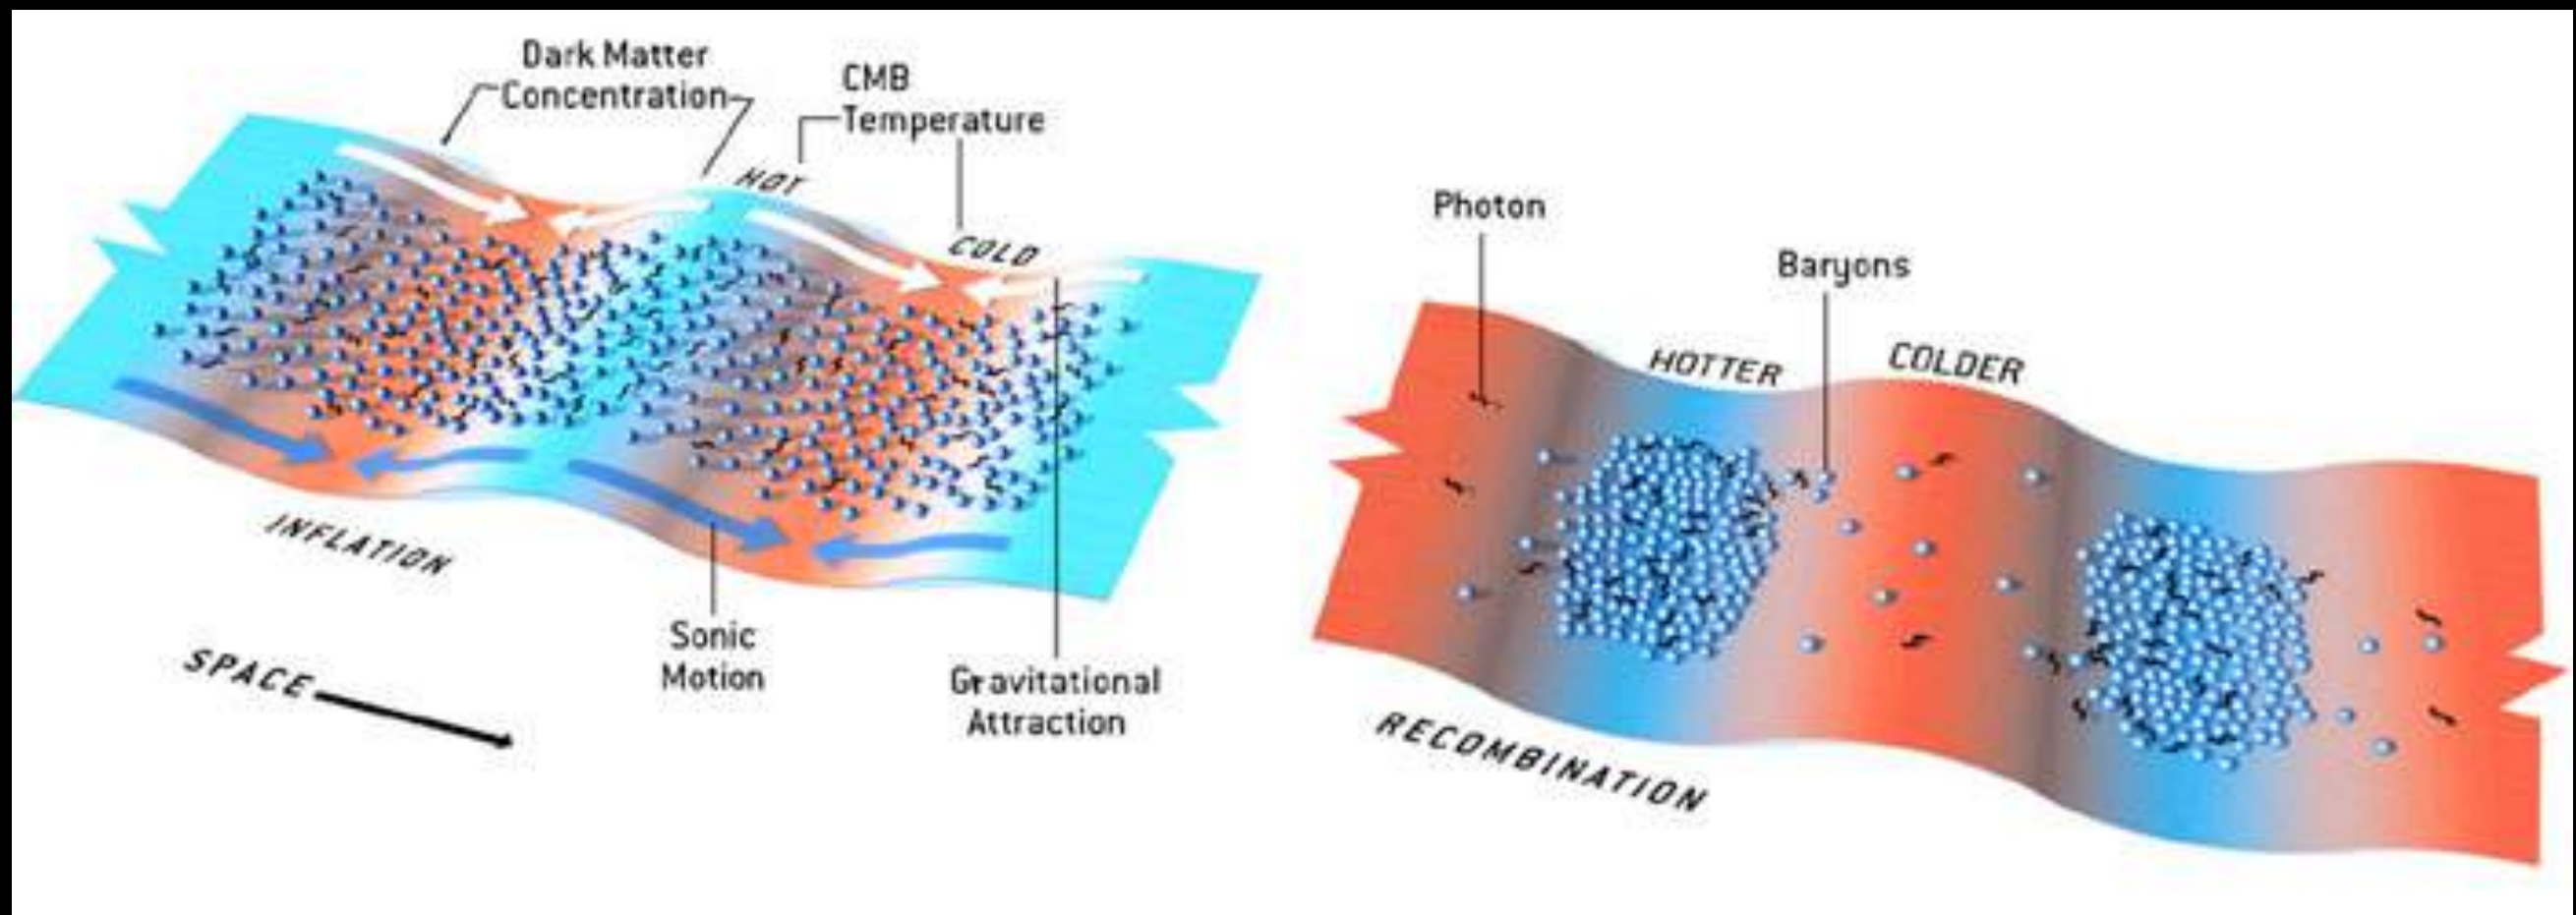 Dark Matter
Concentration
CMB
Temperature
HOT
COLD
INFLATION
SPACE
Sonic
Motion
Gravitational
Attraction
Photon
Baryons
HOTTER
COLDER
RECOMBINATION